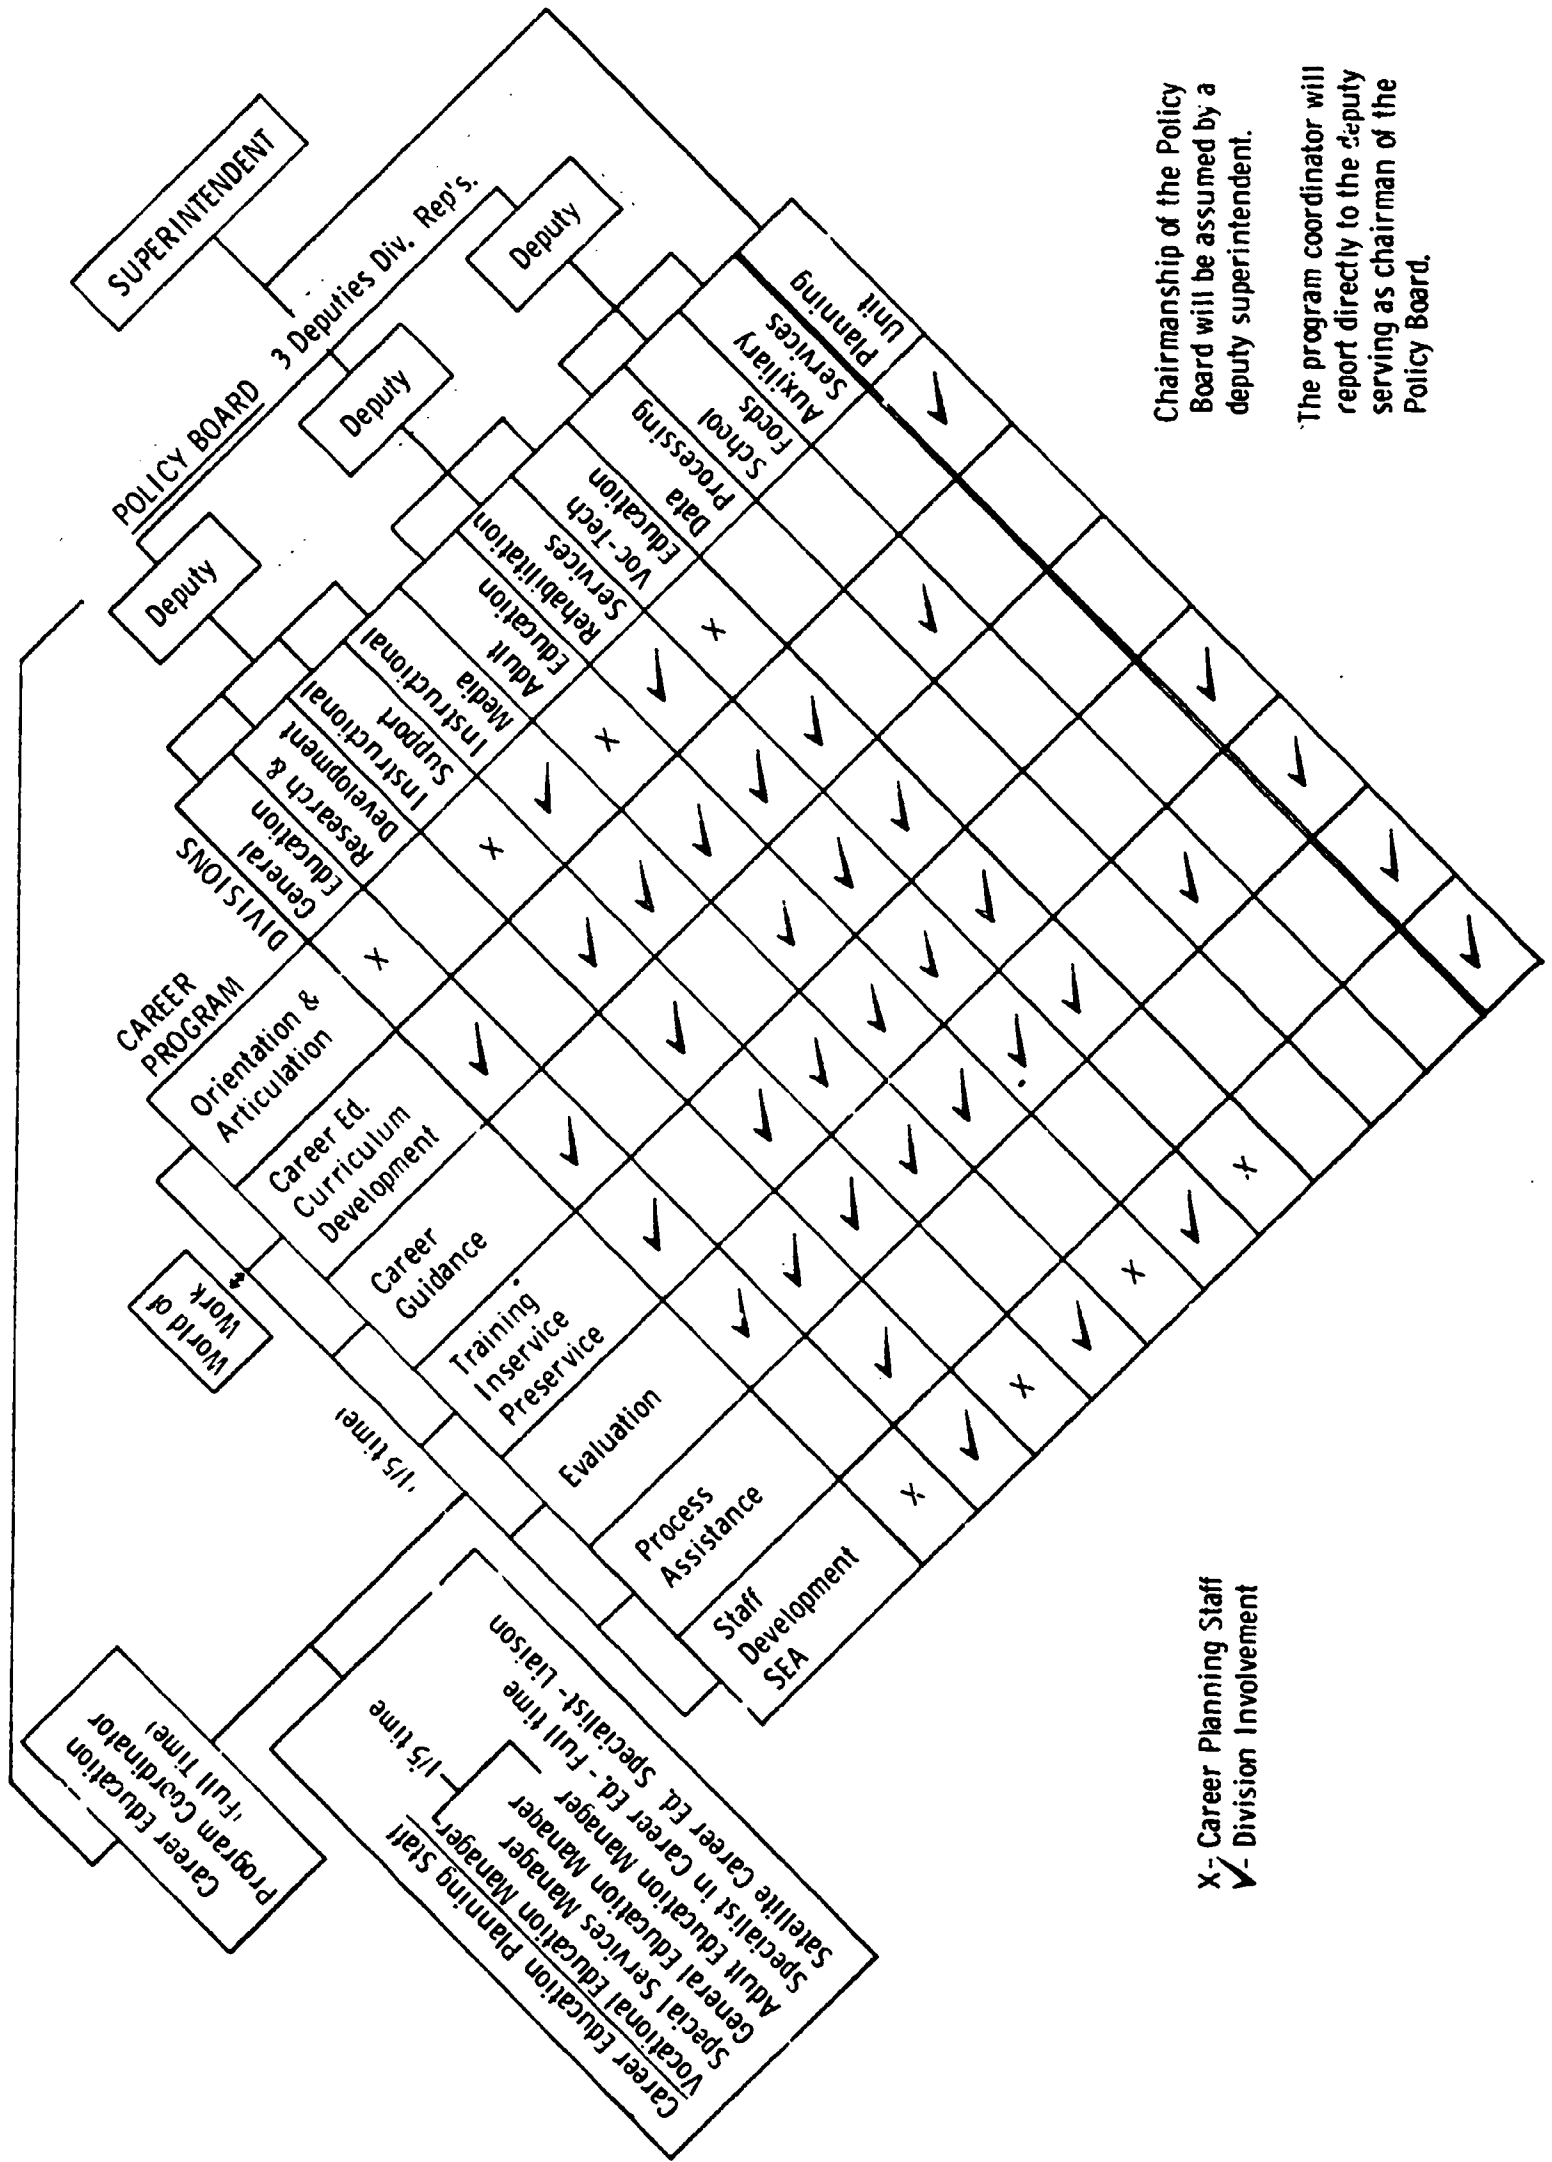 SUPERINTENDENT
POLICY BOARD
3 Deputies Div. Rep's.
Deputy
Deputy
Deputy
DIVISIONS
General
Education
Research &
Development
Instructional
Support
Instructional
Media
Adult
Education
Rehabilitation
Services
Voc-Tech
Education
Data
Processing
School
Foods
Auxiliary
Services
Planning
Unit
CAREER
PROGRAM
Orientation &
Articulation
Career Ed.
Curriculum
Development
Career
Guidance
Training
Inservice
Preservice
Evaluation
Process
Assistance
Staff
Development
SEA
World of
Work
1/5 time
Career Education
Program Coordinator
Full Time
Career Education Planning Staff
Vocational Education Manager
Special Services Manager
General Education Manager
Adult Education Manager
1/5 time
Specialist in Career Ed. - Full time
Satellite Career Ed. Specialist - Liaison
X - Career Planning Staff
✓ - Division Involvement
Chairmanship of the Policy
Board will be assumed by a
deputy superintendent.
The program coordinator will
report directly to the deputy
serving as chairman of the
Policy Board.